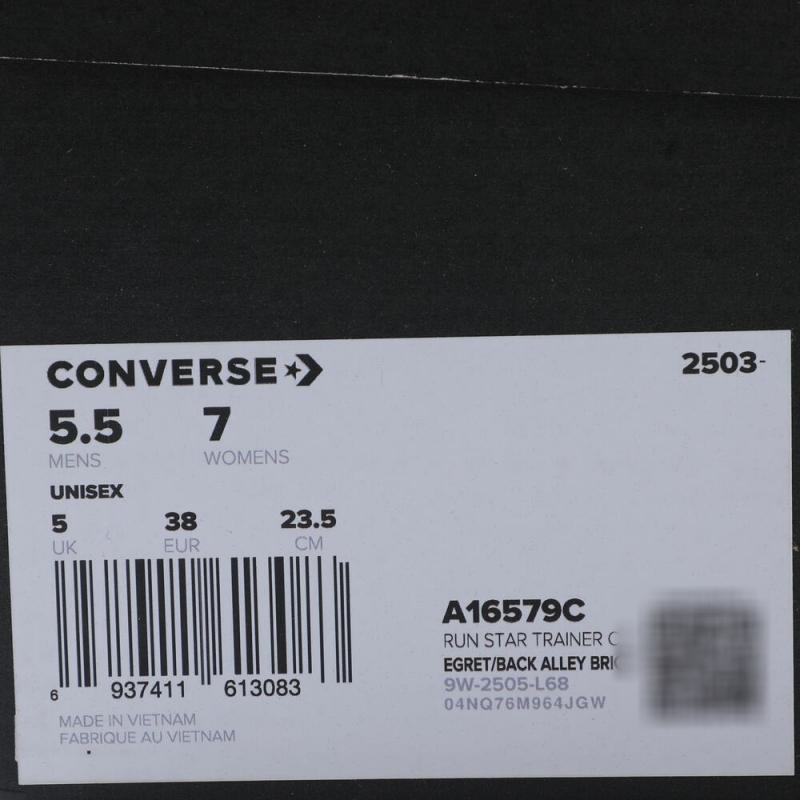 CONVERSE
2503-
5.5 7
MENS WOMENS
UNISEX
5 38 23.5
UK EUR CM
6 937411 613083
MADE IN VIETNAM
FABRIQUE AU VIETNAM
A16579C
RUN STAR TRAINER
EGRET/BACK ALLEY
9W-2505-L68
04NQ76M964JGW